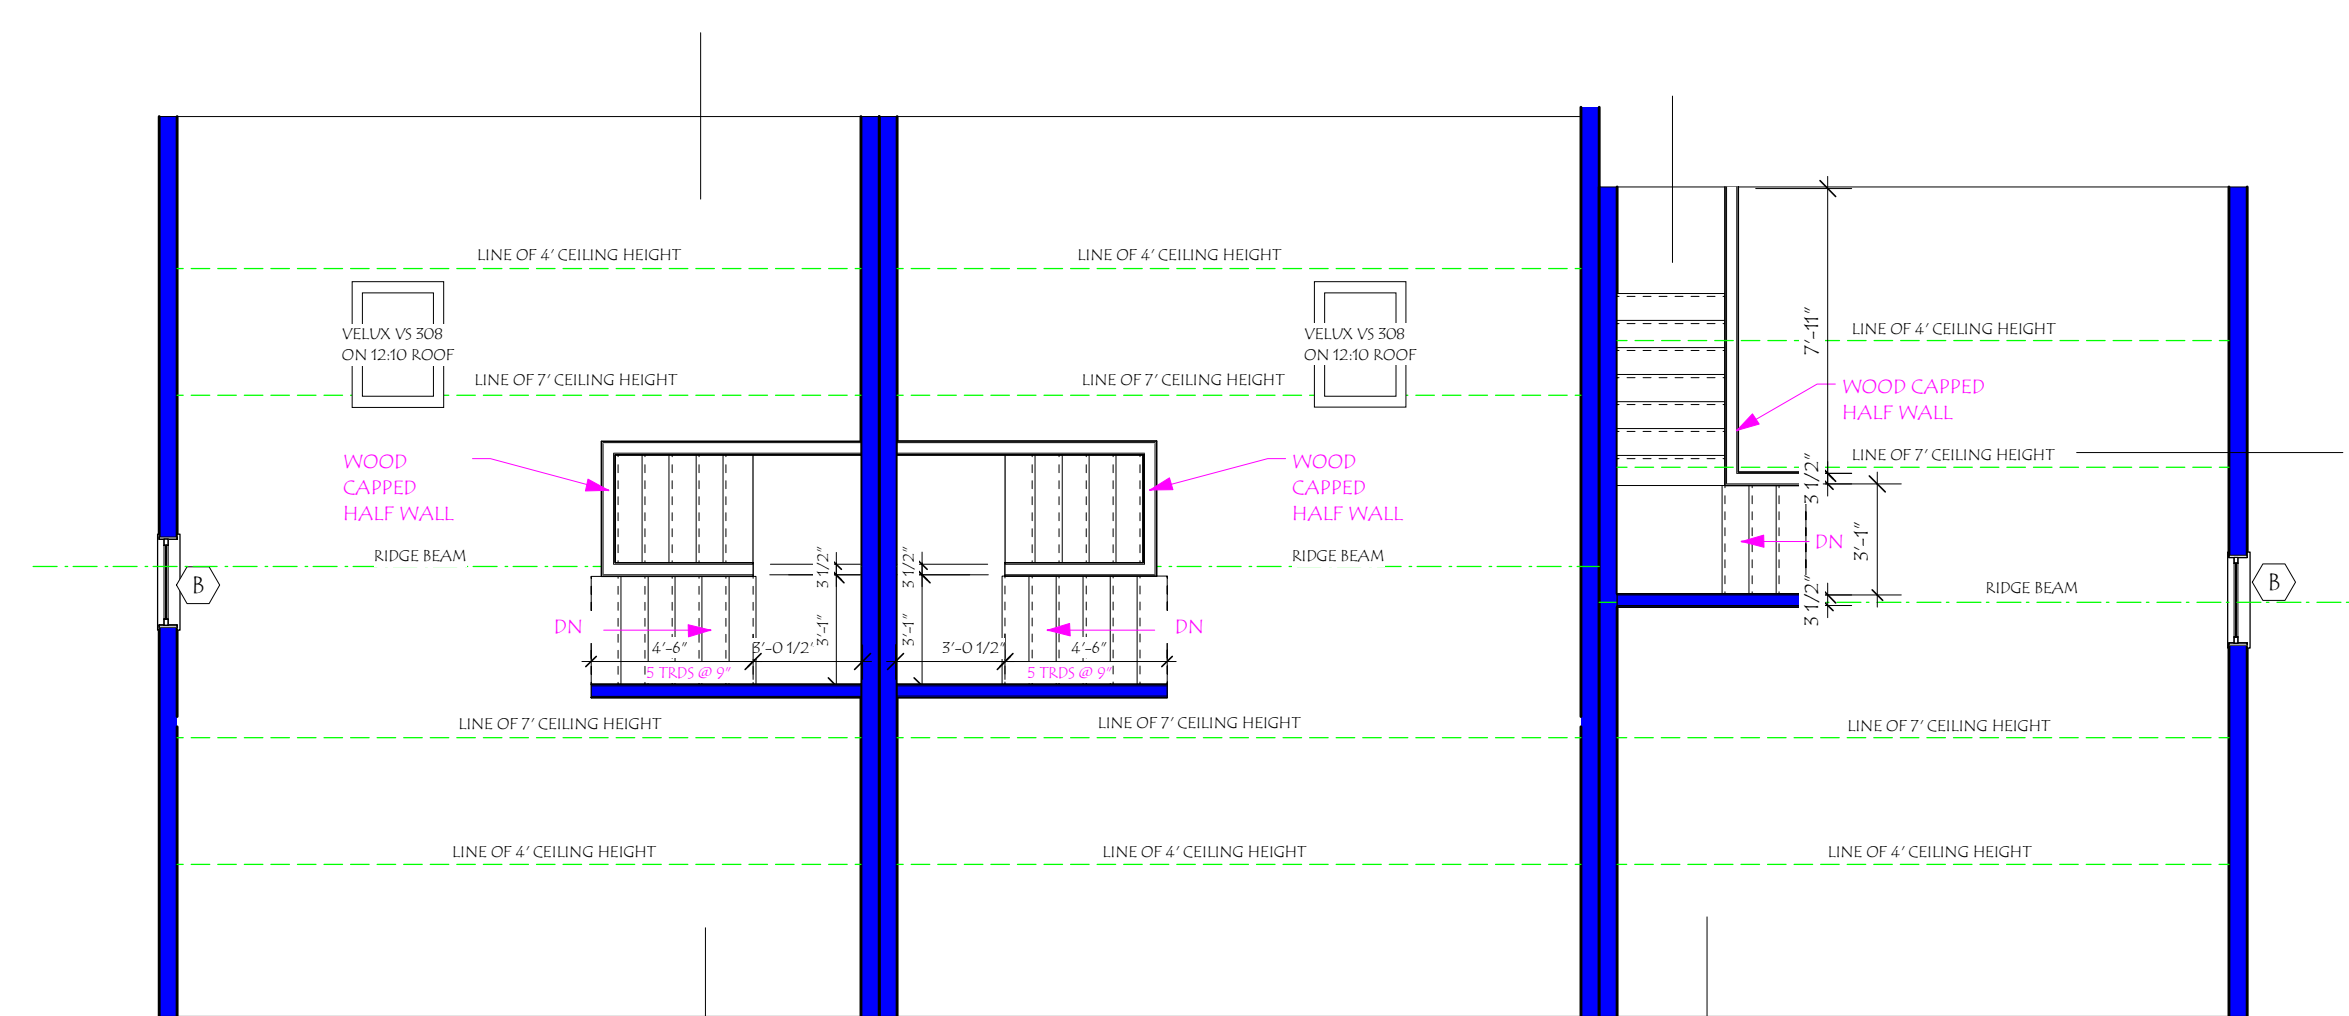 LINE OF 4' CEILING HEIGHT
LINE OF 4' CEILING HEIGHT
VELUX VS 308
ON 12:10 ROOF
VELUX VS 308
ON 12:10 ROOF
7'-11"
LINE OF 4' CEILING HEIGHT
LINE OF 7' CEILING HEIGHT
LINE OF 7' CEILING HEIGHT
WOOD CAPPED
HALF WALL
WOOD
CAPPED
HALF WALL
WOOD
CAPPED
HALF WALL
LINE OF 7' CEILING HEIGHT
3 1/2"
RIDGE BEAM
3 1/2"
3 1/2"
RIDGE BEAM
DN
3'-1"
B
B
3 1/2"
RIDGE BEAM
DN
3'-1"
3'-1"
DN
4'-6"
3'-0 1/2'
3'-0 1/2"
4'-6"
5 TRDS @ 9"
5 TRDS @ 9"
LINE OF 7' CEILING HEIGHT
LINE OF 7' CEILING HEIGHT
LINE OF 7' CEILING HEIGHT
LINE OF 4' CEILING HEIGHT
LINE OF 4' CEILING HEIGHT
LINE OF 4' CEILING HEIGHT